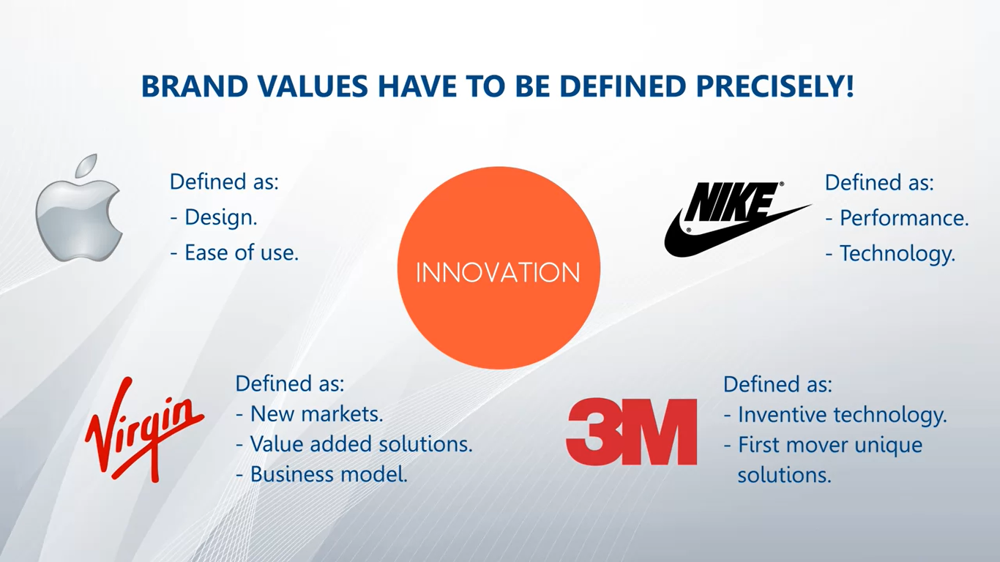 BRAND VALUES HAVE TO BE DEFINED PRECISELY!
Defined as:
- Design.
- Ease of use.
INNOVATION
NIKE
Defined as:
- Performance.
- Technology.
Virgin
Defined as:
- New markets.
- Value added solutions.
- Business model.
3M
Defined as:
- Inventive technology.
- First mover unique
solutions.